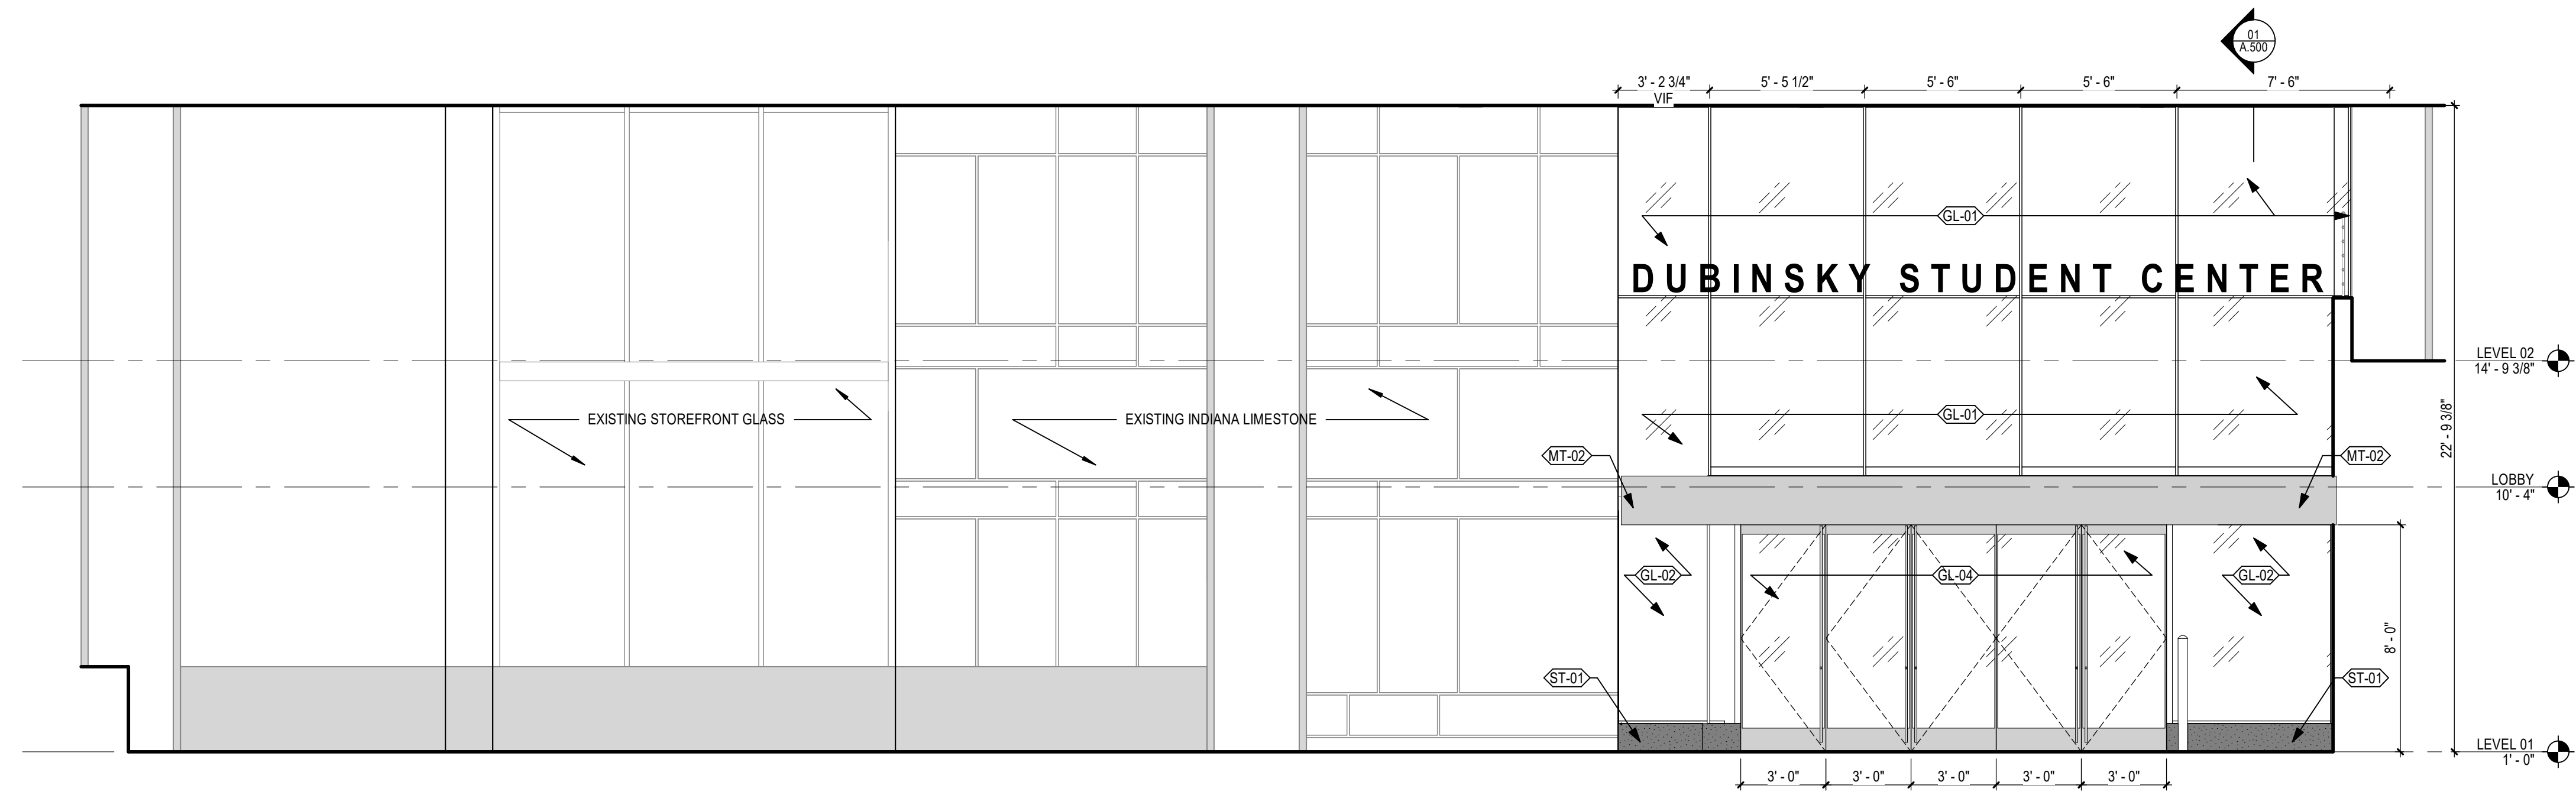 01
A.500
3' - 2 3/4"
VIF
5' - 5 1/2"
5' - 6"
5' - 6"
7' - 6"
GL-01
DUBINSKY STUDENT CENTER
LEVEL 02
14' - 9 3/8"
22' - 9 3/8"
EXISTING STOREFRONT GLASS
EXISTING INDIANA LIMESTONE
GL-01
MT-02
MT-02
LOBBY
10' - 4"
GL-02
GL-04
GL-02
8' - 0"
ST-01
ST-01
LEVEL 01
1' - 0"
3' - 0"
3' - 0"
3' - 0"
3' - 0"
3' - 0"